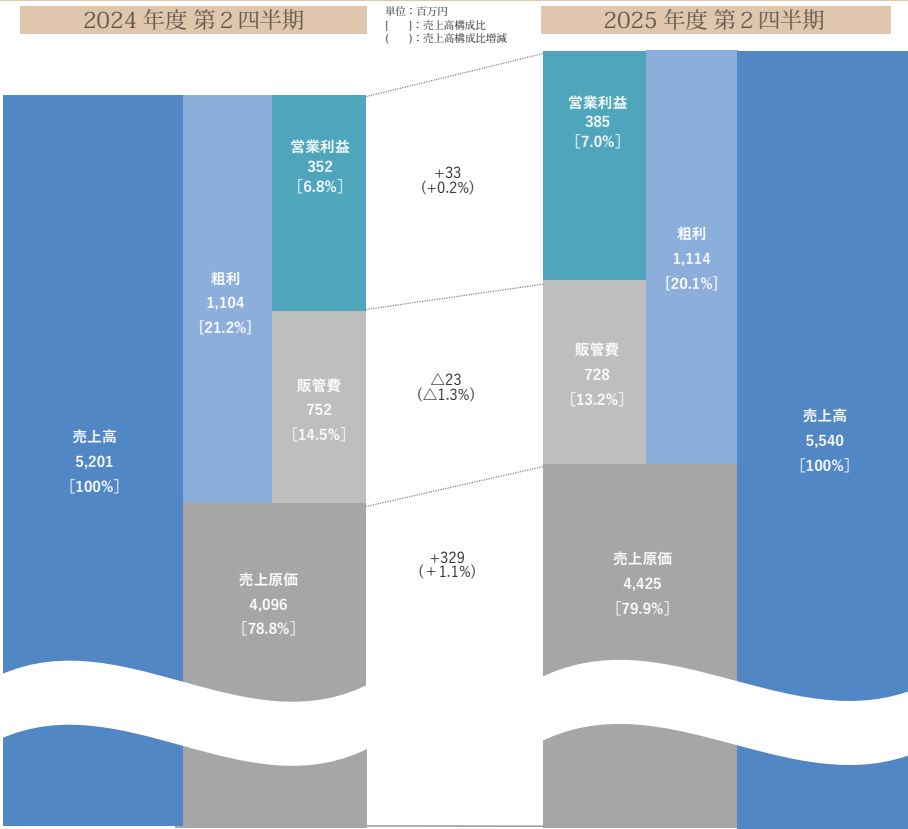 2024 年度 第２四半期
単位：百万円
[　　]：売上高構成比
(　　)：売上高構成比増減
2025 年度 第２四半期
営業利益
352
[6.8%]
粗利
1,104
[21.2%]
販管費
752
[14.5%]
売上高
5,201
[100%]
売上原価
4,096
[78.8%]
+33
(+0.2%)
△23
(△1.3%)
+329
(＋1.1%)
営業利益
385
[7.0%]
粗利
1,114
[20.1%]
販管費
728
[13.2%]
売上高
5,540
[100%]
売上原価
4,425
[79.9%]